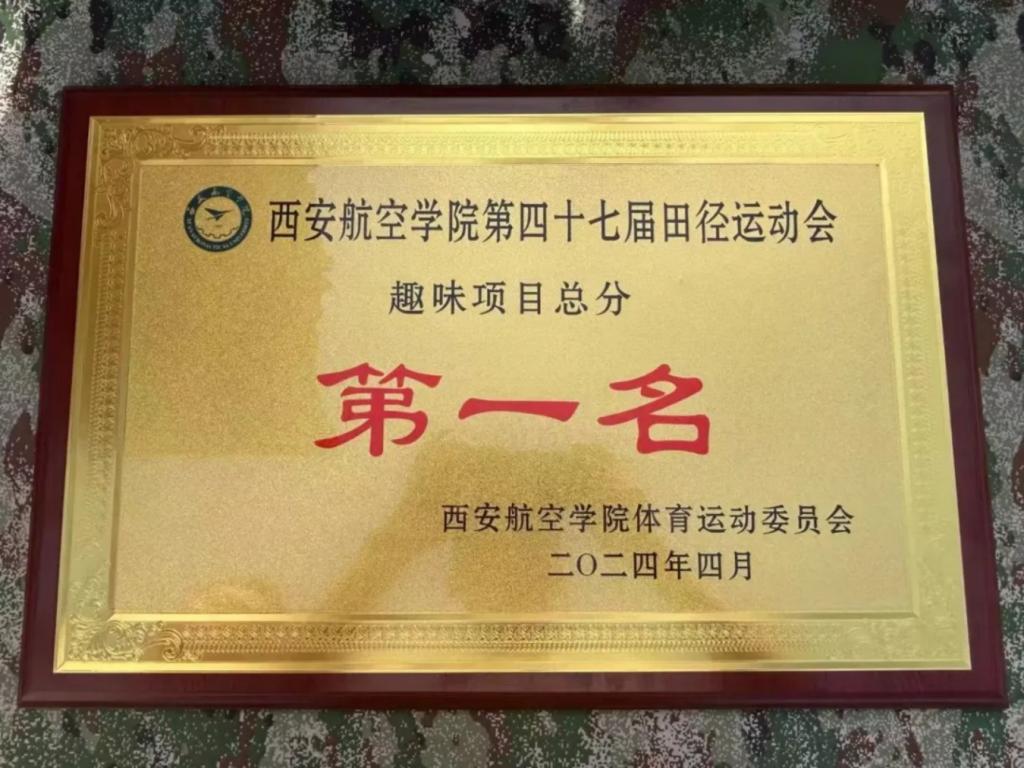 西安航空学院第四十七届田径运动会
趣味项目总分
第一名
西安航空学院体育运动委员会
二〇二四年四月